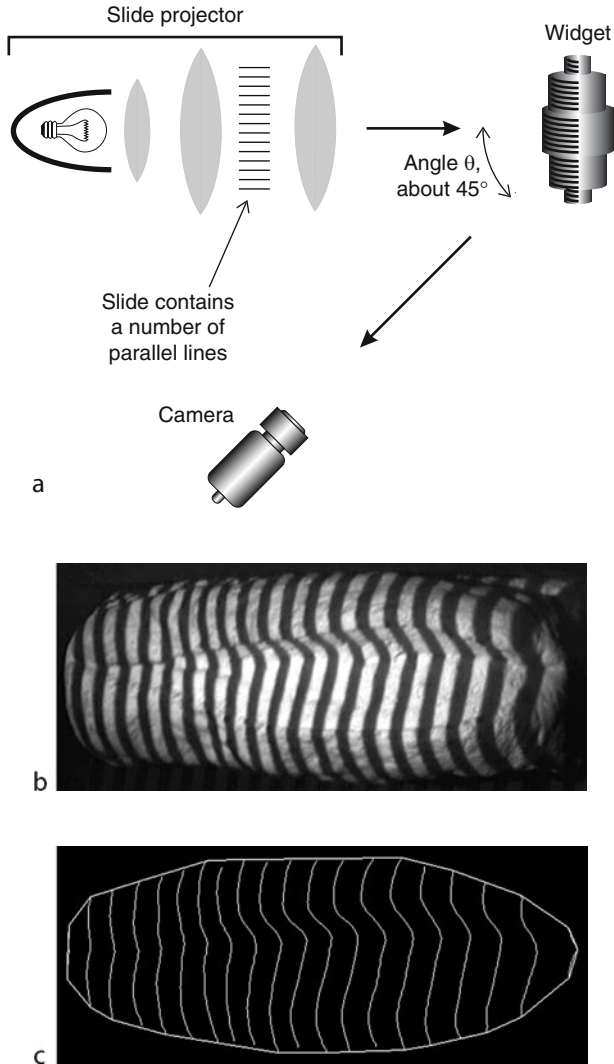 Slide projector
Widget
Angle θ,
about 45°
Slide contains
a number of
parallel lines
Camera
a
b
c